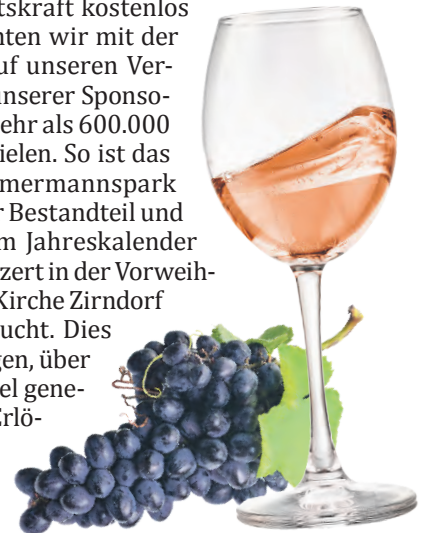 tskraft kostenlos
nten wir mit der
uf unseren Ver-
unserer Sponso-
ehr als 600.000
ielen. So ist das
mermannspark
r Bestandteil und
m Jahreskalender
zert in der Vorweih-
Kirche Zirndorf
ucht. Dies
gen, über
el gene-
Erlö-